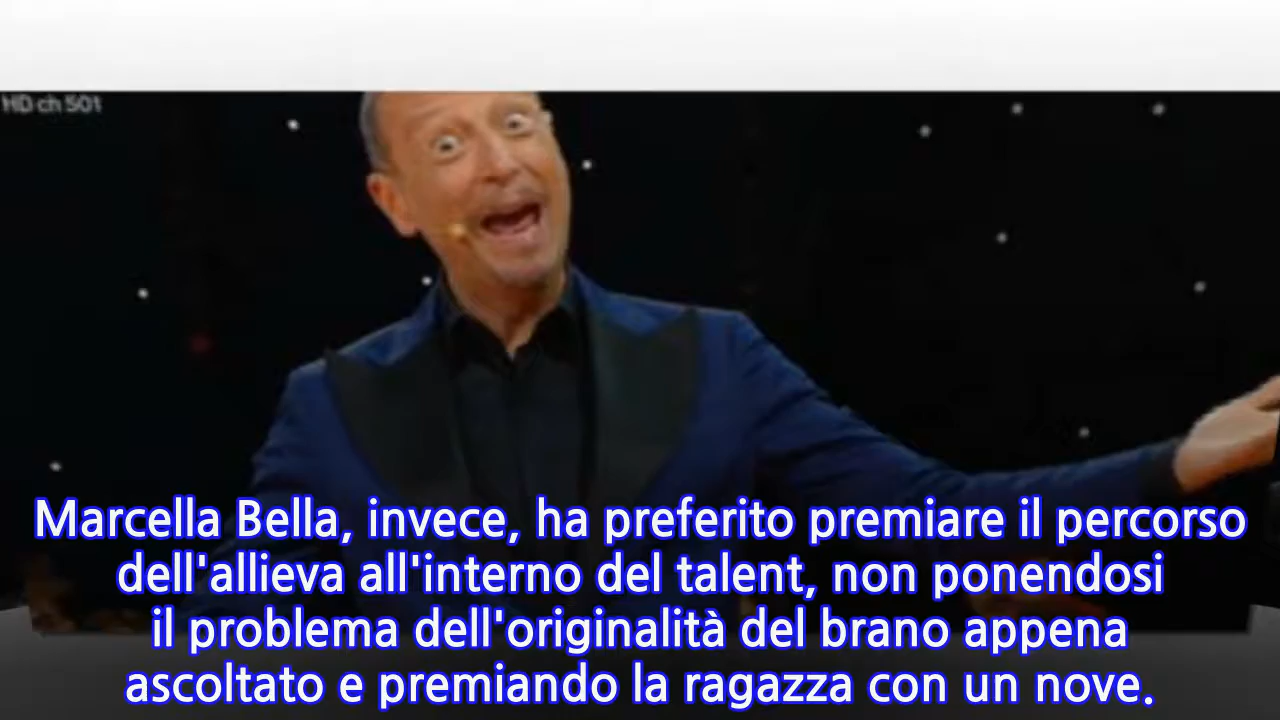 HD ch 501
Marcella Bella, invece, ha preferito premiare il percorso
dell'allieva all'interno del talent, non ponendosi
il problema dell'originalità del brano appena
ascoltato e premiando la ragazza con un nove.